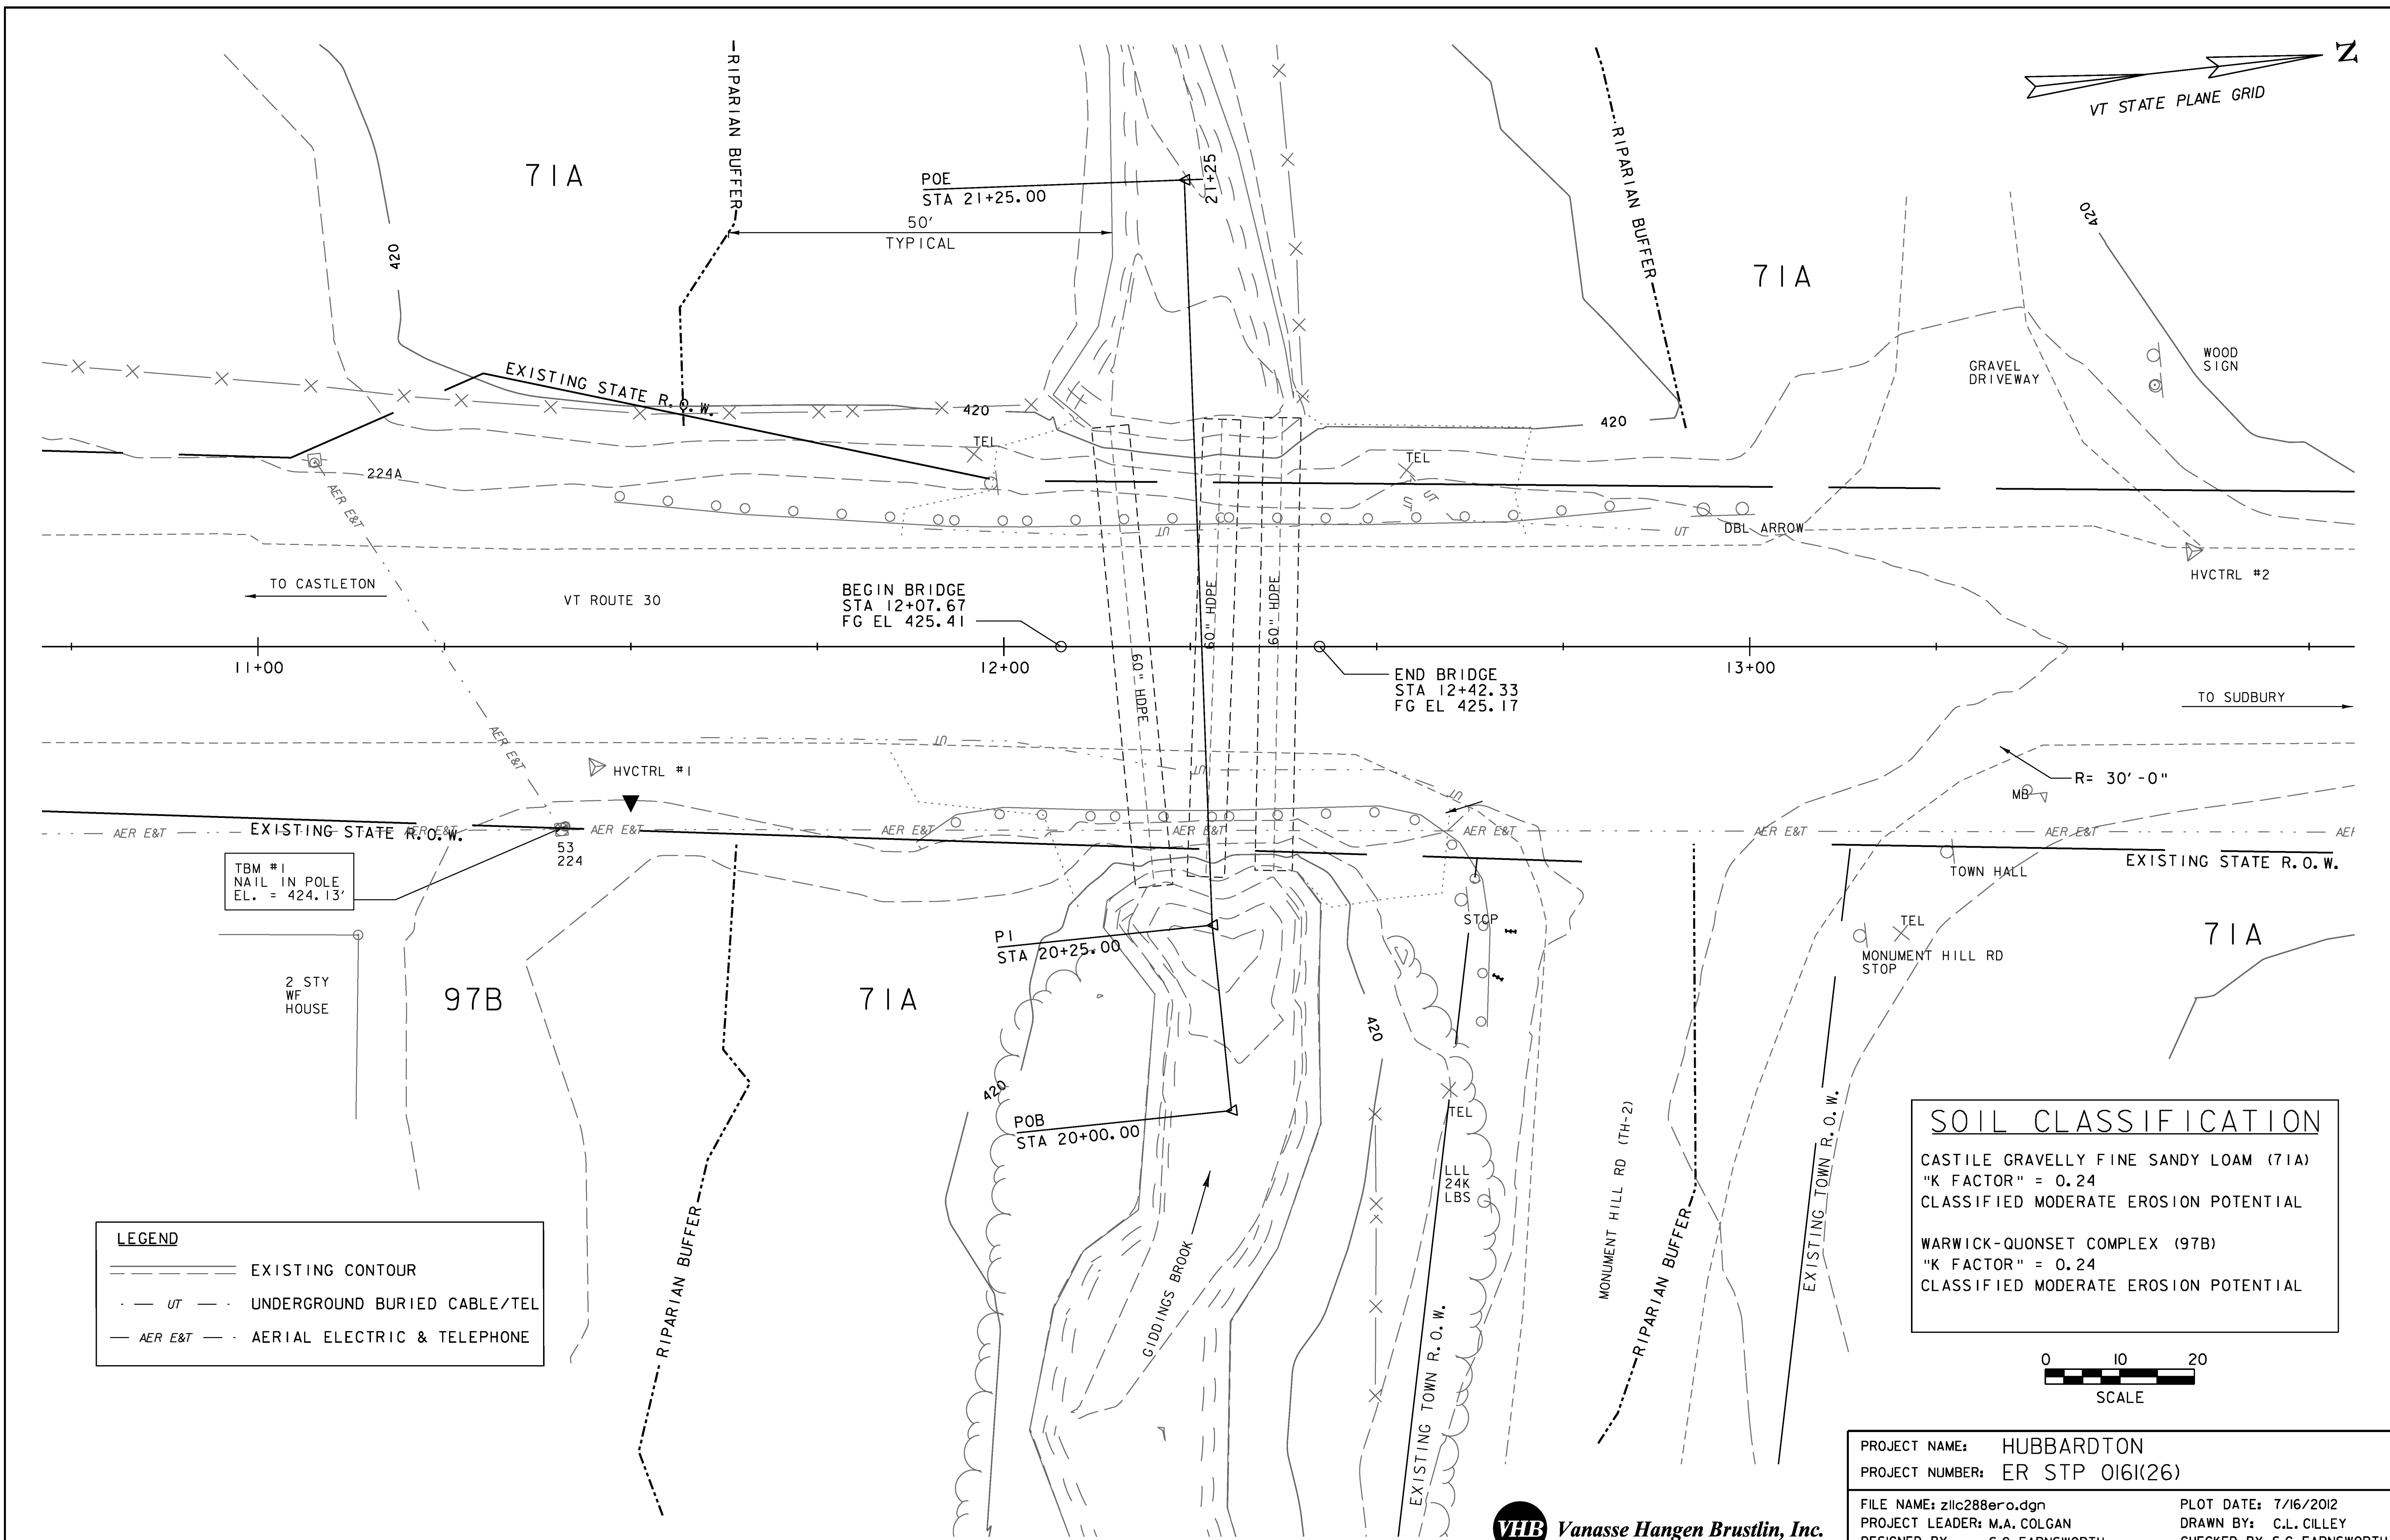 RIPARIAN BUFFER
RIPARIAN BUFFER
Z
VT STATE PLANE GRID
71A
POE
STA 21+25.00
21+25
50'
TYPICAL
420
71A
420
EXISTING STATE R.O.W.
420
420
GRAVEL
DRIVEWAY
WOOD
SIGN
TEL
TEL
224A
AER E&T
UT
UT
UT
UT
DBL ARROW
HVCTRL #2
TO CASTLETON
VT ROUTE 30
BEGIN BRIDGE
STA 12+07.67
FG EL 425.41
60" HDPE
60" HDPE
60" HDPE
11+00
12+00
13+00
END BRIDGE
STA 12+42.33
FG EL 425.17
TO SUDBURY
AER E&T
UT
UT
UT
HVCTRL #1
R= 30'-0"
MB
AER E&T
EXISTING STATE R.O.W.
AER E&T
AER E&T
AER E&T
AER E&T
AER E&T
AER E&T
AER E&T
AER
53
224
TBM #1
NAIL IN POLE
EL. = 424.13'
TOWN HALL
EXISTING STATE R.O.W.
STOP
TEL
MONUMENT HILL RD
STOP
71A
PI
STA 20+25.00
2 STY
WF
HOUSE
97B
71A
420
420
POB
STA 20+00.00
TEL
LLL
24K
LBS
MONUMENT HILL RD (TH-2)
GIDDINGS BROOK
RIPARIAN BUFFER
RIPARIAN BUFFER
EXISTING TOWN R.O.W.
EXISTING TOWN R.O.W.
SOIL CLASSIFICATION
CASTILE GRAVELLY FINE SANDY LOAM (71A)
"K FACTOR" = 0.24
CLASSIFIED MODERATE EROSION POTENTIAL
WARWICK-QUONSET COMPLEX (97B)
"K FACTOR" = 0.24
CLASSIFIED MODERATE EROSION POTENTIAL
LEGEND
EXISTING CONTOUR
UT UNDERGROUND BURIED CABLE/TEL
AER E&T AERIAL ELECTRIC & TELEPHONE
0 10 20
SCALE
VHB Vanasse Hangen Brustlin, Inc.
PROJECT NAME: HUBBARDTON
PROJECT NUMBER: ER STP 0161(26)
FILE NAME: z11c288ero.dgn PLOT DATE: 7/16/2012
PROJECT LEADER: M.A. COLGAN DRAWN BY: C.L. CILLEY